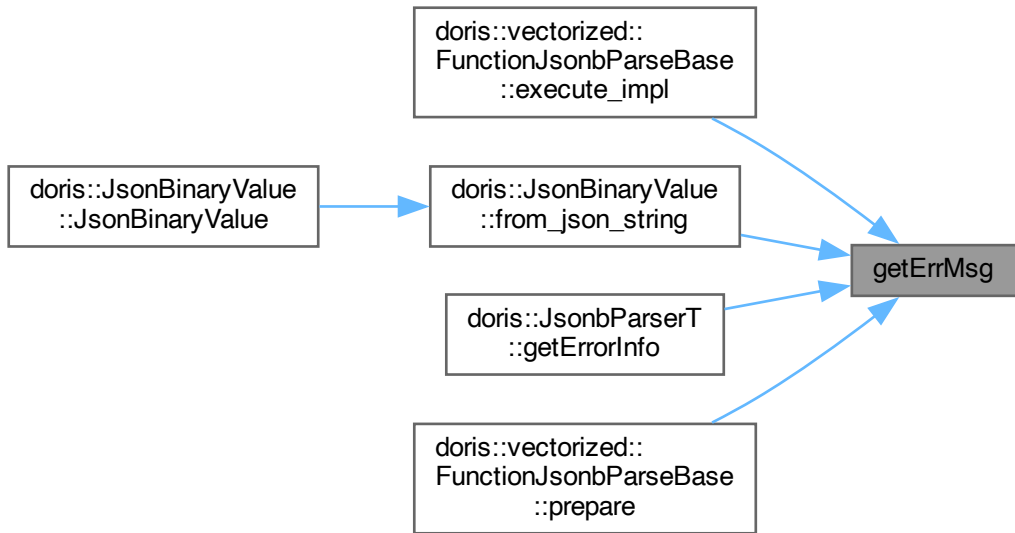 doris::vectorized::
FunctionJsonbParseBase
::execute_impl
doris::JsonBinaryValue
::JsonBinaryValue
doris::JsonBinaryValue
::from_json_string
getErrMsg
doris::JsonbParserT
::getErrorInfo
doris::vectorized::
FunctionJsonbParseBase
::prepare